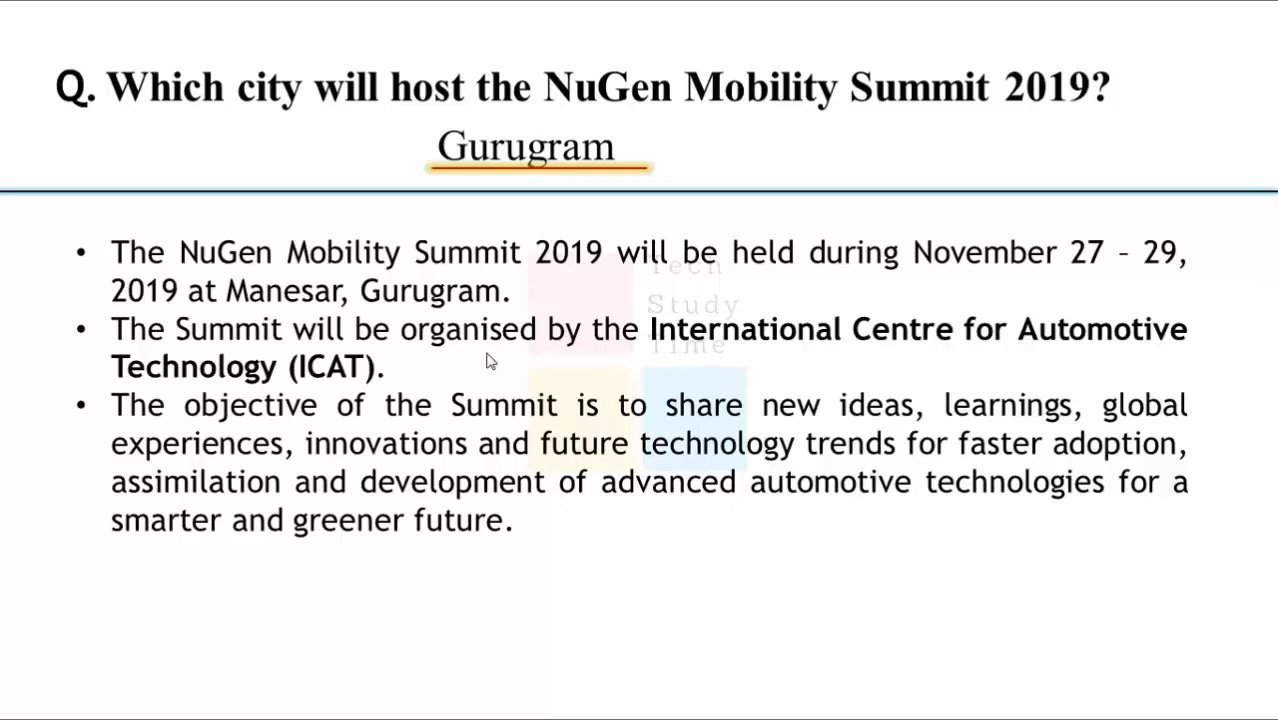 Q. Which city will host the NuGen Mobility Summit 2019?
Gurugram
• The NuGen Mobility Summit 2019 will be held during November 27 – 29,
2019 at Manesar, Gurugram.
• The Summit will be organised by the International Centre for Automotive
Technology (ICAT).
• The objective of the Summit is to share new ideas, learnings, global
experiences, innovations and future technology trends for faster adoption,
assimilation and development of advanced automotive technologies for a
smarter and greener future.
Tech
Study
Time